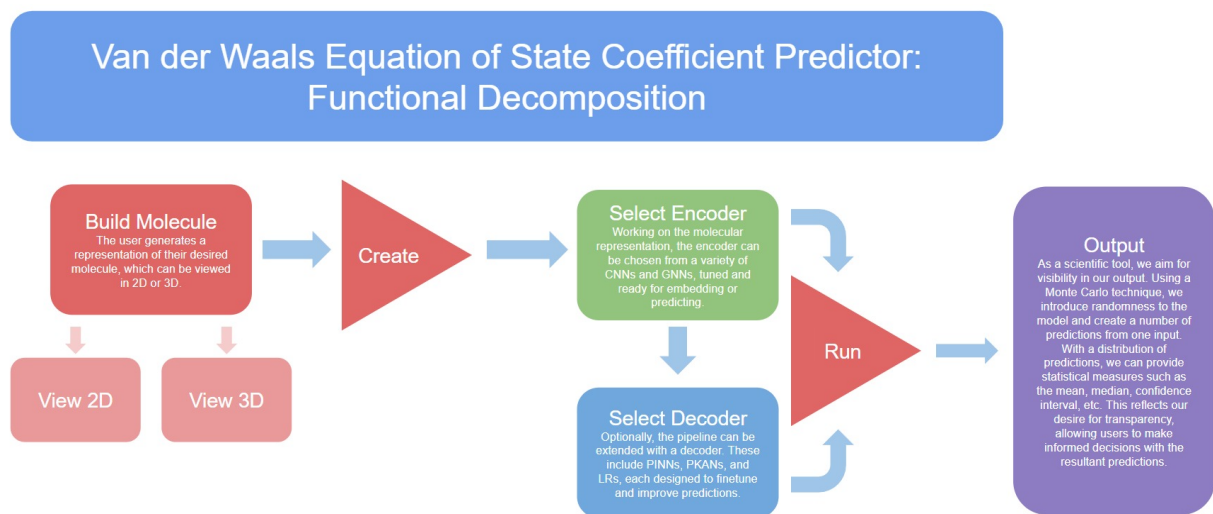 Van der Waals Equation of State Coefficient Predictor:
Functional Decomposition
Build Molecule
The user generates a
representation of their desired
molecule, which can be viewed
in 2D or 3D.
View 2D
View 3D
Create
Select Encoder
Working on the molecular
representation, the encoder can
be chosen from a variety of
CNNs and GNNs, tuned and
ready for embedding or
predicting.
Select Decoder
Optionally, the pipeline can be
extended with a decoder. These
include PINNs, PKANs, and
LRs, each designed to finetune
and improve predictions.
Run
Output
As a scientific tool, we aim for
visibility in our output. Using a
Monte Carlo technique, we
introduce randomness to the
model and create a number of
predictions from one input.
With a distribution of
predictions, we can provide
statistical measures such as
the mean, median, confidence
interval, etc. This reflects our
desire for transparency,
allowing users to make
informed decisions with the
resultant predictions.